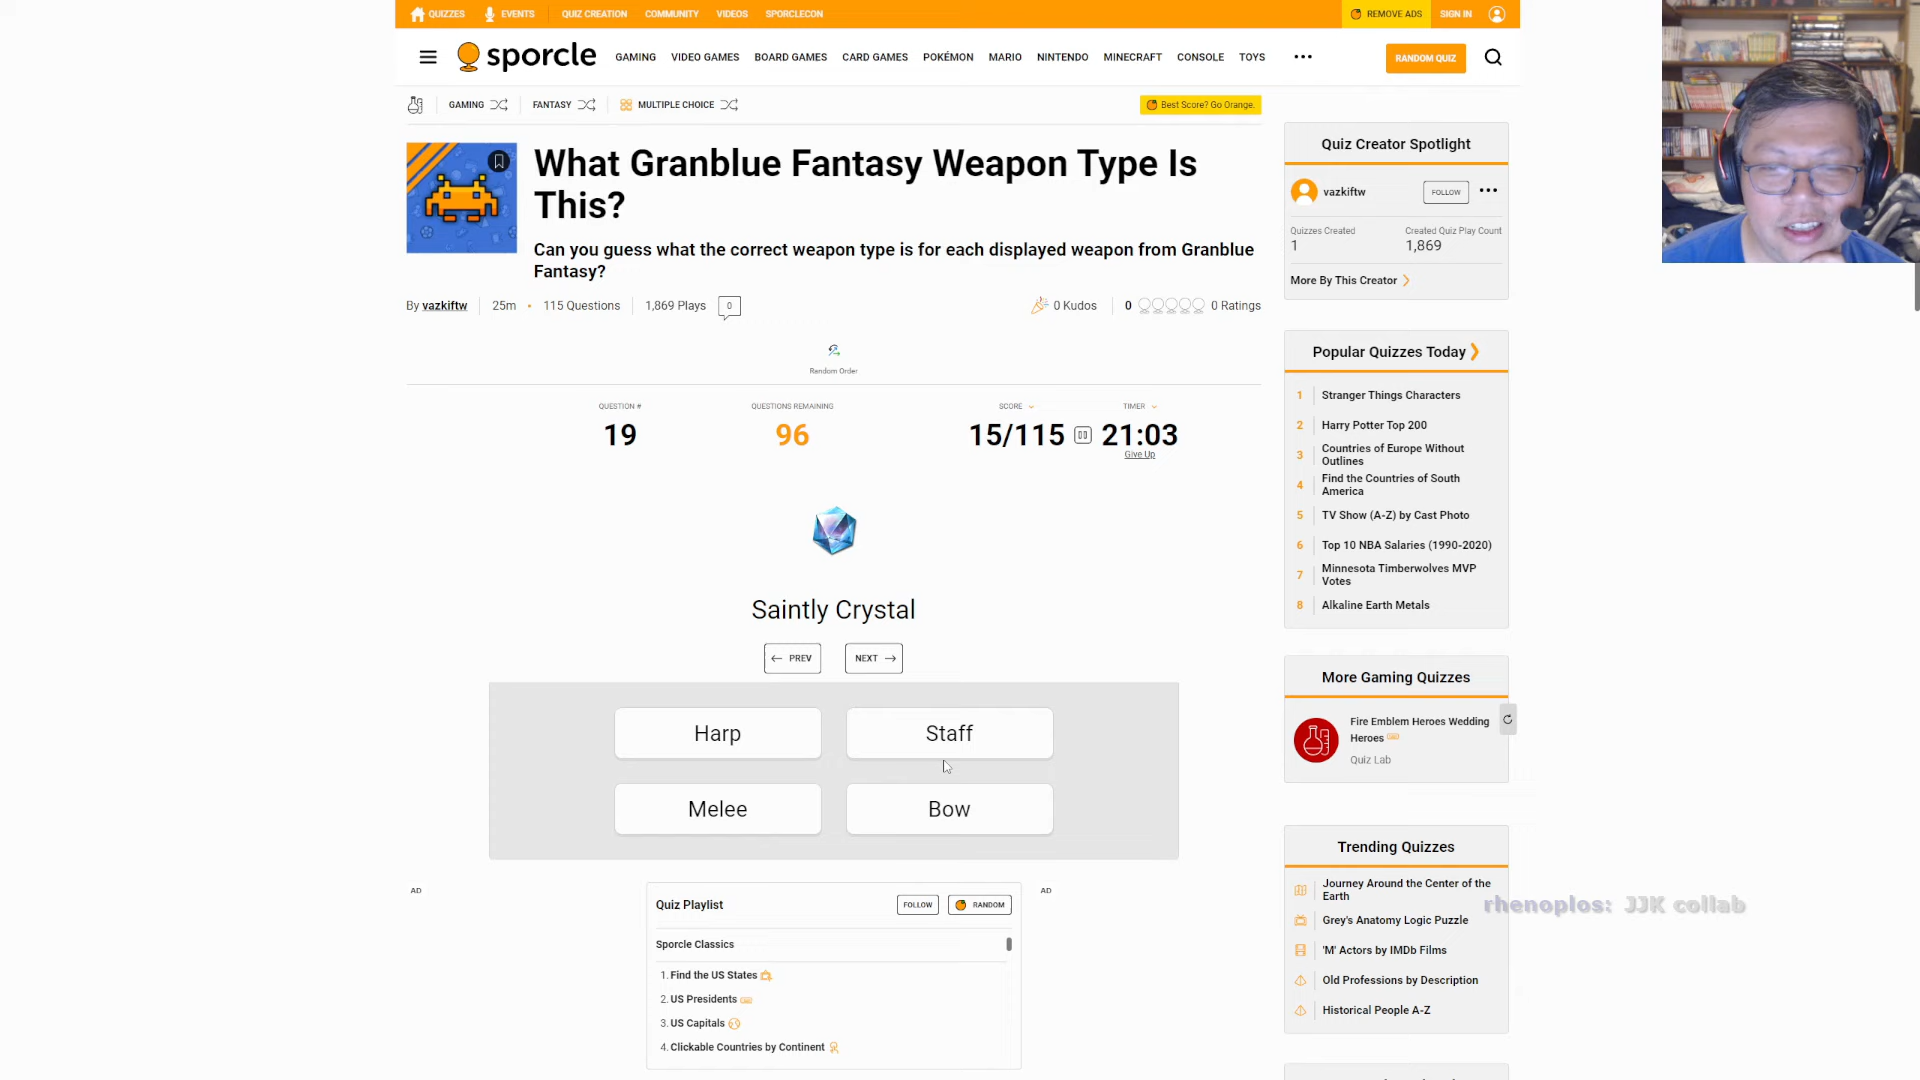 QUIZZES EVENTS QUIZ CREATION COMMUNITY VIDEOS SPORCLECON REMOVE ADS SIGN IN
sporcle GAMING VIDEO GAMES BOARD GAMES CARD GAMES POKÉMON MARIO NINTENDO MINECRAFT CONSOLE TOYS ••• RANDOM QUIZ
GAMING FANTASY MULTIPLE CHOICE Best Score? Go Orange.
What Granblue Fantasy Weapon Type Is
This?
Can you guess what the correct weapon type is for each displayed weapon from Granblue
Fantasy?
By vazkiftw 25m • 115 Questions 1,869 Plays 0 0 Kudos 0 0 Ratings
Random Order
QUESTION # QUESTIONS REMAINING SCORE TIMER
19 96 15/115 21:03
Give Up
Saintly Crystal
PREV NEXT
Harp Staff
Melee Bow
AD AD
Quiz Playlist FOLLOW RANDOM
Sporcle Classics
1. Find the US States
2. US Presidents
3. US Capitals
4. Clickable Countries by Continent
Quiz Creator Spotlight
vazkiftw FOLLOW •••
Quizzes Created Created Quiz Play Count
1 1,869
More By This Creator
Popular Quizzes Today
1 Stranger Things Characters
2 Harry Potter Top 200
3 Countries of Europe Without
Outlines
4 Find the Countries of South
America
5 TV Show (A-Z) by Cast Photo
6 Top 10 NBA Salaries (1990-2020)
7 Minnesota Timberwolves MVP
Votes
8 Alkaline Earth Metals
More Gaming Quizzes
Fire Emblem Heroes Wedding
Heroes
Quiz Lab
Trending Quizzes
Journey Around the Center of the
Earth
rhenoplos: JJK collab
Grey's Anatomy Logic Puzzle
'M' Actors by IMDb Films
Old Professions by Description
Historical People A-Z